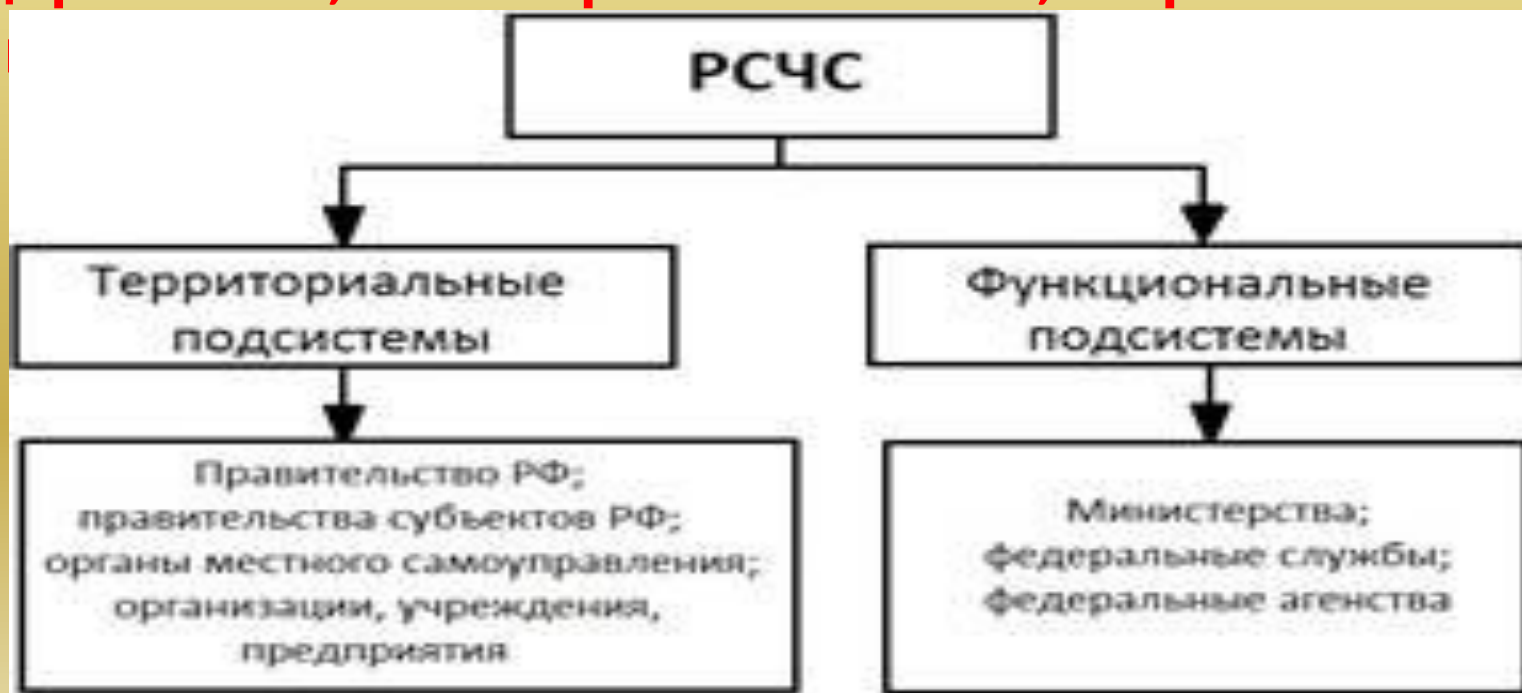 РСЧС
Территориальные
подсистемы
Функциональные
подсистемы
Правительство РФ;
правительства субъектов РФ;
органы местного самоуправления;
организации, учреждения,
предприятия
Министерства;
федеральные службы;
федеральные агенства